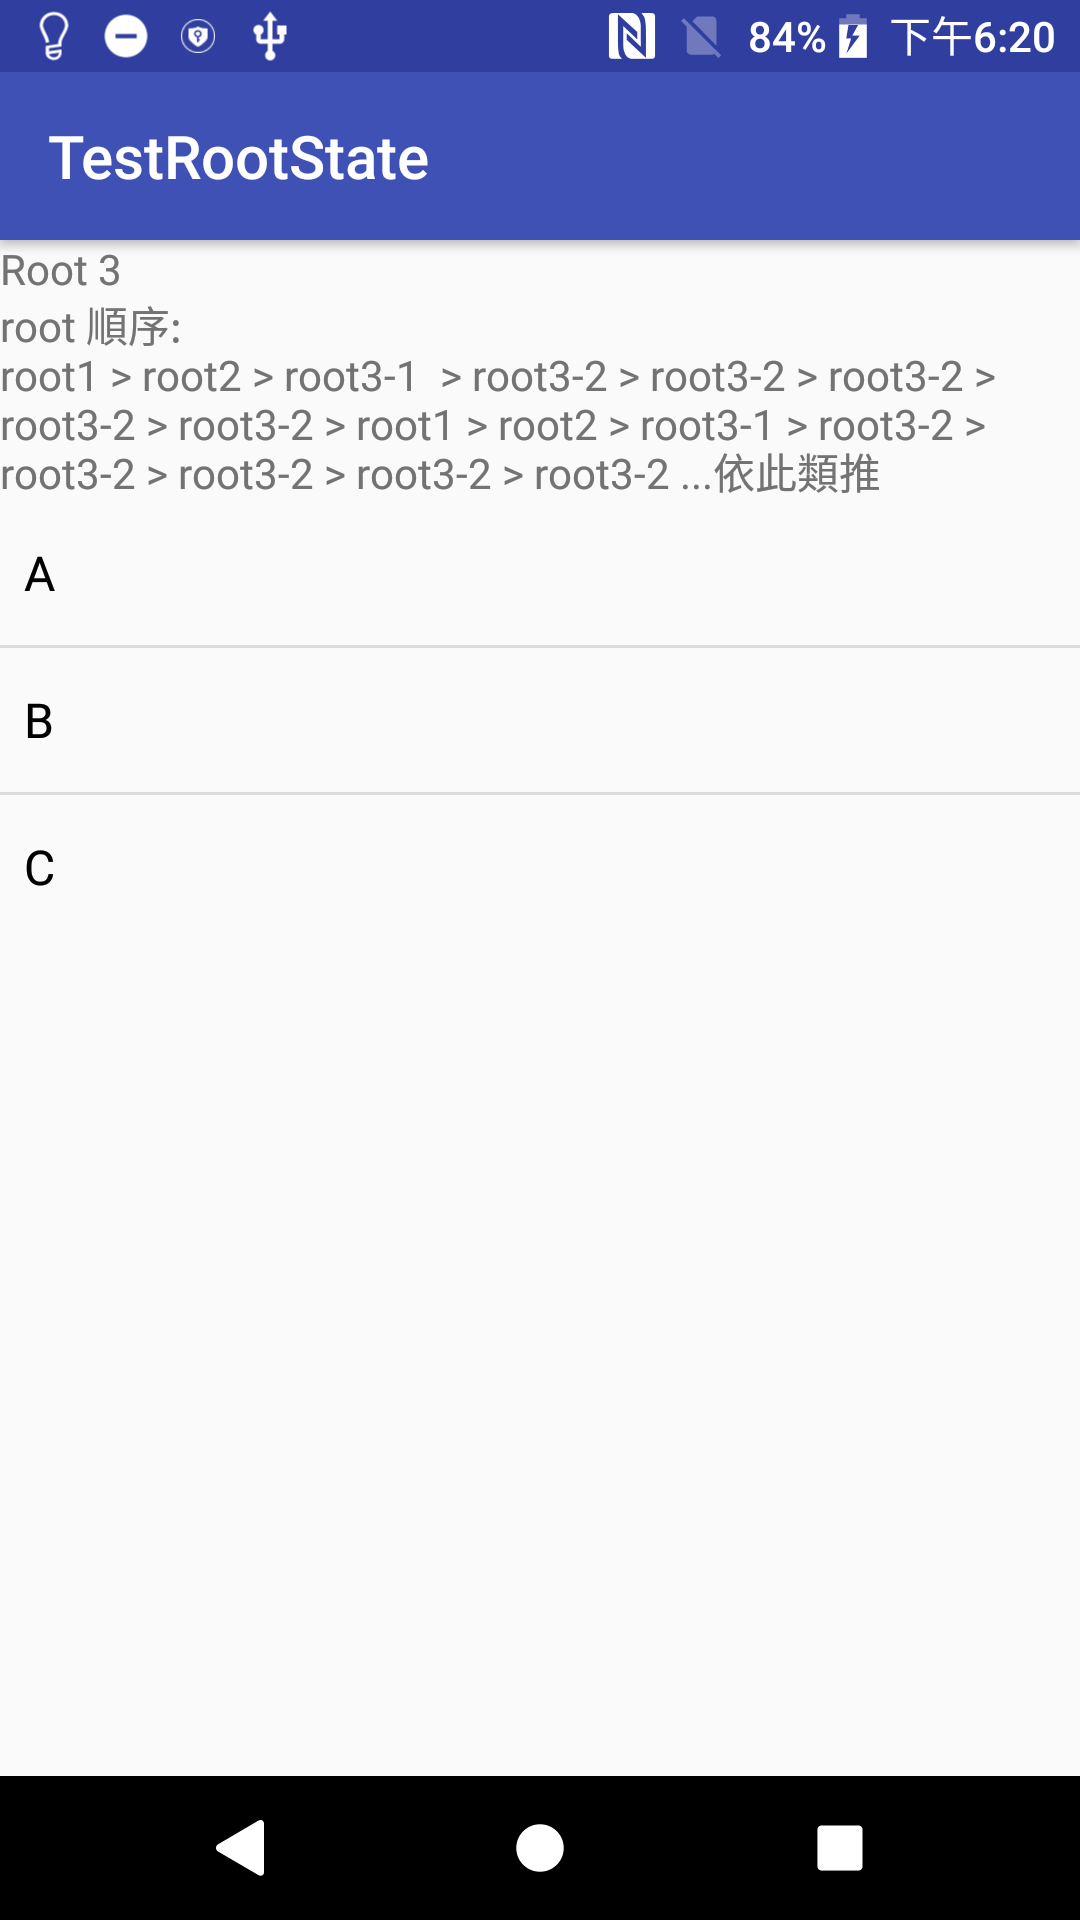 84% 下午6:20
TestRootState
Root 3
root 順序:
root1 > root2 > root3-1  > root3-2 > root3-2 > root3-2 >
root3-2 > root3-2 > root1 > root2 > root3-1 > root3-2 >
root3-2 > root3-2 > root3-2 > root3-2 ...依此類推
A
B
C